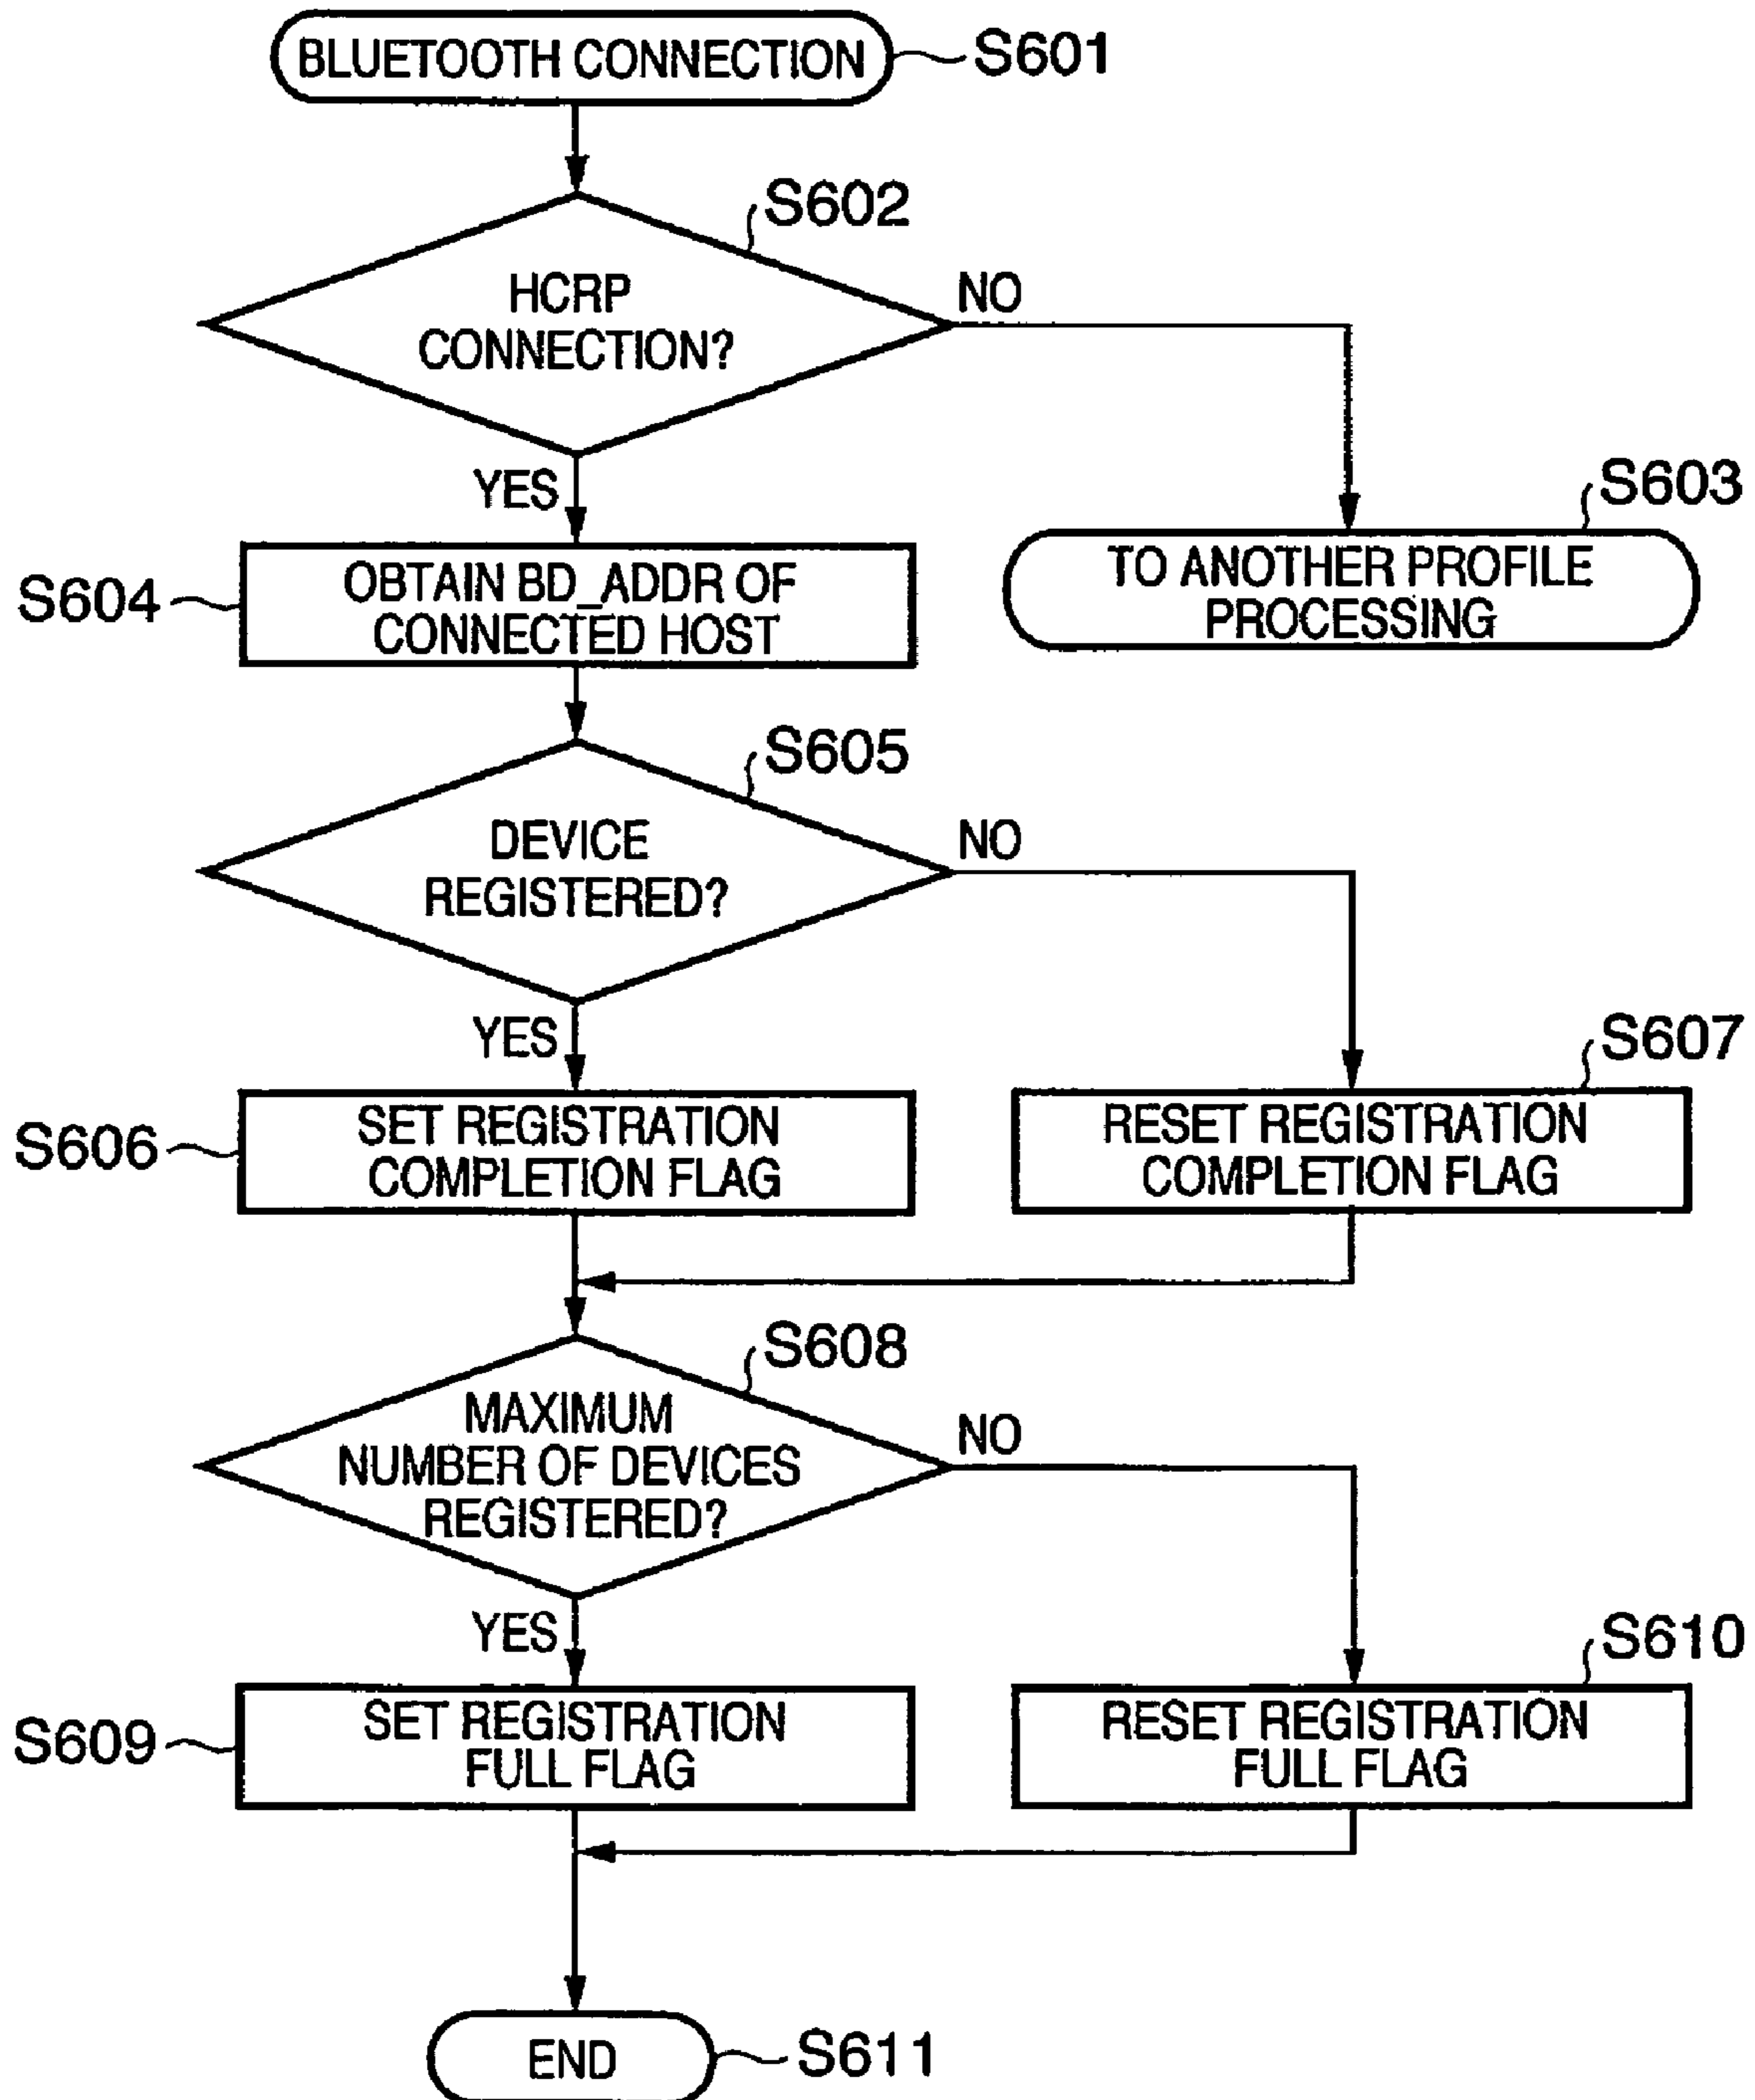 BLUETOOTH CONNECTION
S601
S602
HCRP
CONNECTION?
NO
YES
S603
TO ANOTHER PROFILE
PROCESSING
S604
OBTAIN BD_ADDR OF
CONNECTED HOST
S605
DEVICE
REGISTERED?
NO
YES
S606
SET REGISTRATION
COMPLETION FLAG
S607
RESET REGISTRATION
COMPLETION FLAG
S608
MAXIMUM
NUMBER OF DEVICES
REGISTERED?
NO
YES
S609
SET REGISTRATION
FULL FLAG
S610
RESET REGISTRATION
FULL FLAG
END
S611